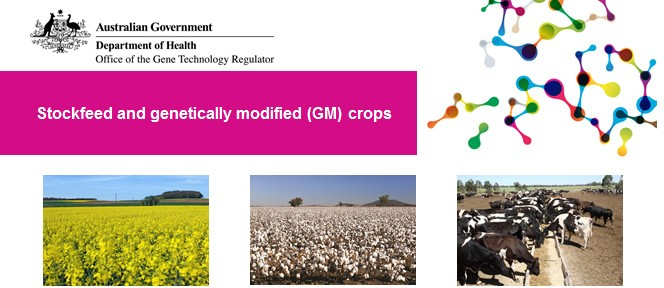 Australian Government
Department of Health
Office of the Gene Technology Regulator
Stockfeed and genetically modified (GM) crops